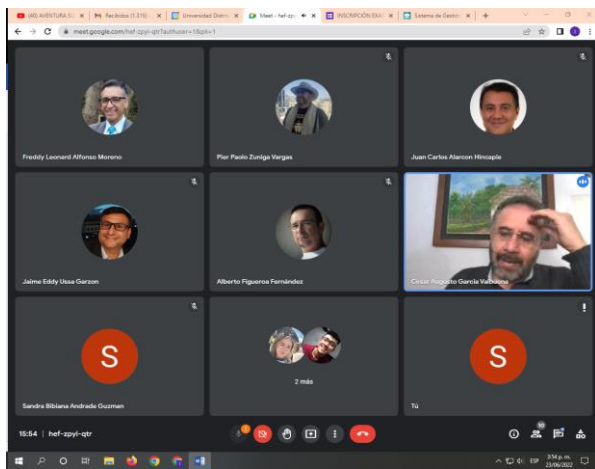 (40) AVENTURA S
Recibidos (1.315) -
Universidad Distri
Meet - hef-zpy
INSCRIPCIÓN EXA
Sistema de Gestió
meet.google.com/hef-zpyi-qtr?authuser=1&pli=1
Freddy Leonard Alfonso Moreno
Pier Paolo Zuniga Vargas
Juan Carlos Alarcon Hincapie
Jaime Eddy Ussa Garzon
Alberto Figueroa Fernández
Cesar Augusto García Valbuena
S
S
Sandra Bibiana Andrade Guzman
2 más
Tú
15:54 | hef-zpyi-qtr
10
ESP
3:54 p. m.
23/06/2022